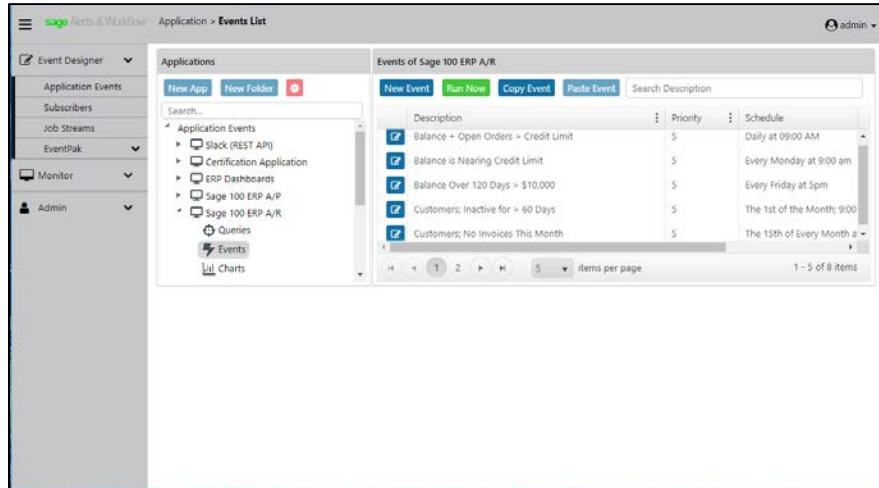 sage Alerts & Workflow
Application > Events List
admin
Event Designer
Application Events
Subscribers
Job Streams
EventPak
Monitor
Admin
Applications
New App
New Folder
Search...
Application Events
Slack (REST API)
Certification Application
ERP Dashboards
Sage 100 ERP A/P
Sage 100 ERP A/R
Queries
Events
Charts
Events of Sage 100 ERP A/R
New Event Run Now Copy Event Paste Event Search Description
Description Priority Schedule
Balance + Open Orders > Credit Limit 5 Daily at 09:00 AM
Balance is Nearing Credit Limit 5 Every Monday at 9:00 am
Balance Over 120 Days > $10,000 5 Every Friday at 5pm
Customers; Inactive for > 60 Days 5 The 1st of the Month; 9:00
Customers; No Invoices This Month 5 The 15th of Every Month a
1 2 5 items per page 1 - 5 of 8 items